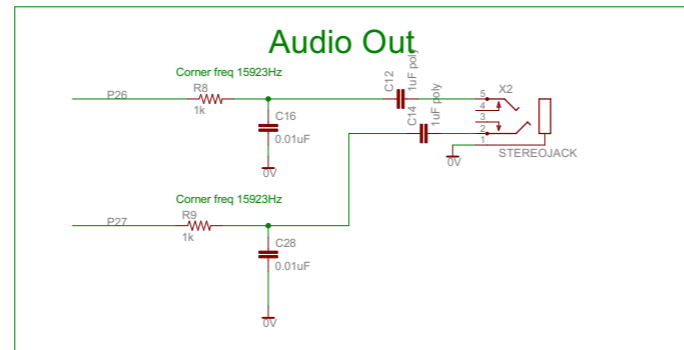 Audio Out
Corner freq 15923Hz
P26
R8
1k
C16
0.01uF
0V
C12
1uF poly
C14
1uF poly
X2
5
4
3
2
1
STEREOJACK
0V
Corner freq 15923Hz
P27
R9
1k
C28
0.01uF
0V